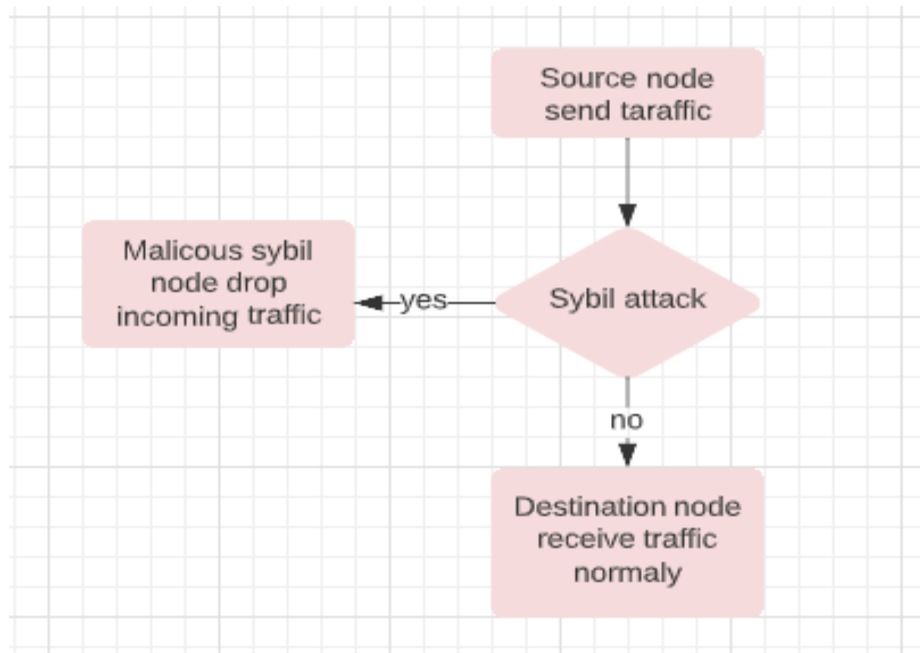 Source node
send taraffic
Malicous sybil
node drop
incoming traffic
yes
Sybil attack
no
Destination node
receive traffic
normaly